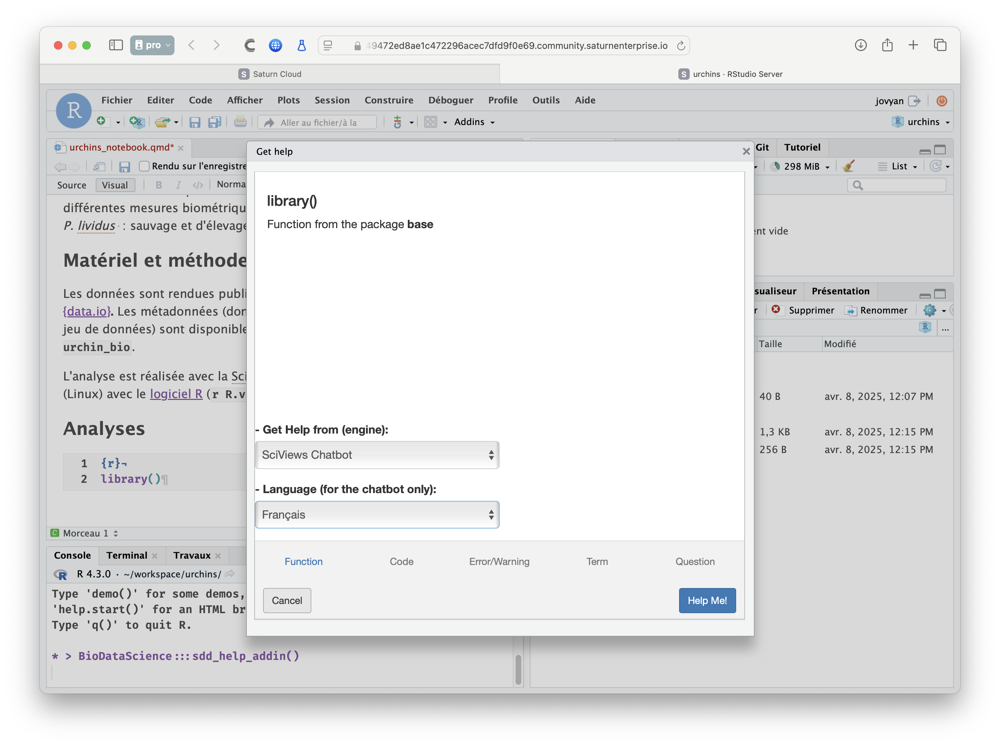 pro
49472ed8ae1c472296acec7dfd9f0e69.community.saturnenterprise.io
S Saturn Cloud
S urchins · RStudio Server
R
Fichier Editer Code Afficher Plots Session Construire Déboguer Profile Outils Aide
jovyan
Aller au fichier/à la
Addins
urchins
urchins_notebook.qmd*
Rendu sur l'enregistre
Source Visual B I </> Norma
différentes mesures biométriqu
P. lividus : sauvage et d'élevage
Matériel et méthode
Les données sont rendues publi
{data.io}. Les métadonnées (don
jeu de données) sont disponible
urchin_bio.
L'analyse est réalisée avec la Sci
(Linux) avec le logiciel R (r R.v
Analyses
1 {r}¬
2 library()¶
C Morceau 1
Console Terminal Travaux
R 4.3.0 · ~/workspace/urchins/
Type 'demo()' for some demos,
'help.start()' for an HTML br
Type 'q()' to quit R.
* > BioDataScience:::sdd_help_addin()
Get help
library()
Function from the package base
- Get Help from (engine):
SciViews Chatbot
- Language (for the chatbot only):
Français
Function Code Error/Warning Term Question
Cancel Help Me!
Git Tutoriel
298 MiB List
ent vide
sualiseur Présentation
r Supprimer Renommer
R ...
Taille Modifié
40 B avr. 8, 2025, 12:07 PM
1,3 KB avr. 8, 2025, 12:15 PM
256 B avr. 8, 2025, 12:15 PM